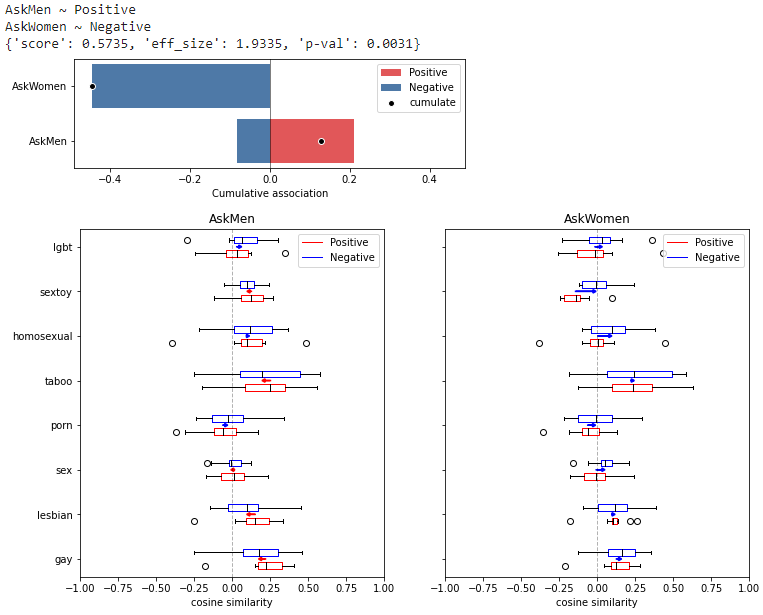 AskMen ~ Positive
AskWomen ~ Negative
{'score': 0.5735, 'eff_size': 1.9335, 'p-val': 0.0031}
Positive
Negative
cumulate
AskWomen
AskMen
−0.4 −0.2 0.0 0.2 0.4
Cumulative association
AskMen
Positive
Negative
lgbt
sextoy
homosexual
taboo
porn
sex
lesbian
gay
−1.00 −0.75 −0.50 −0.25 0.00 0.25 0.50 0.75 1.00
cosine similarity
AskWomen
Positive
Negative
−1.00 −0.75 −0.50 −0.25 0.00 0.25 0.50 0.75 1.00
cosine similarity